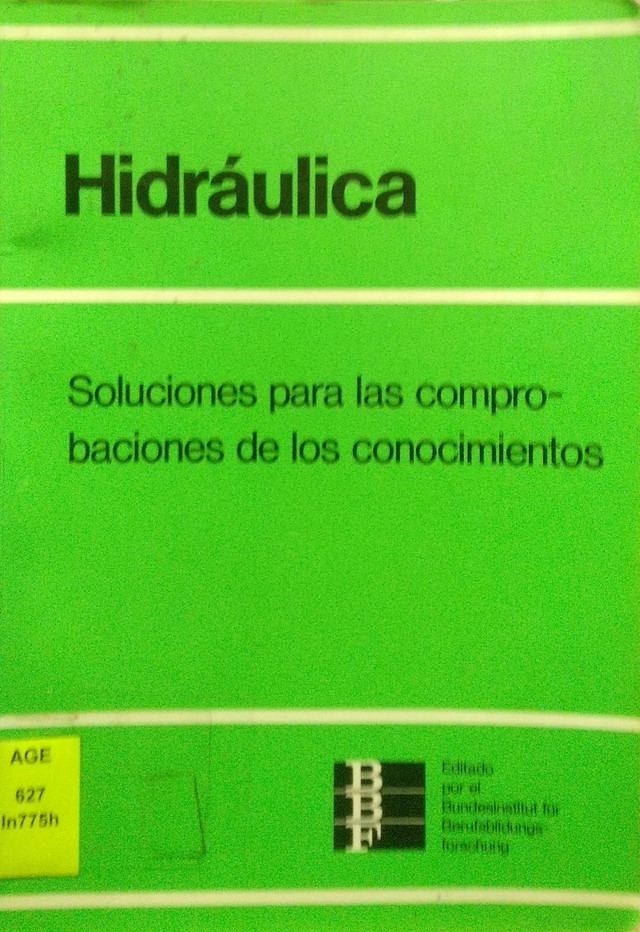 Hidráulica
Soluciones para las compro-
baciones de los conocimientos
AGE
627
In775h
BBF
Editado
por el
Bundesinstitut für
Berufsbildungs-
forschung